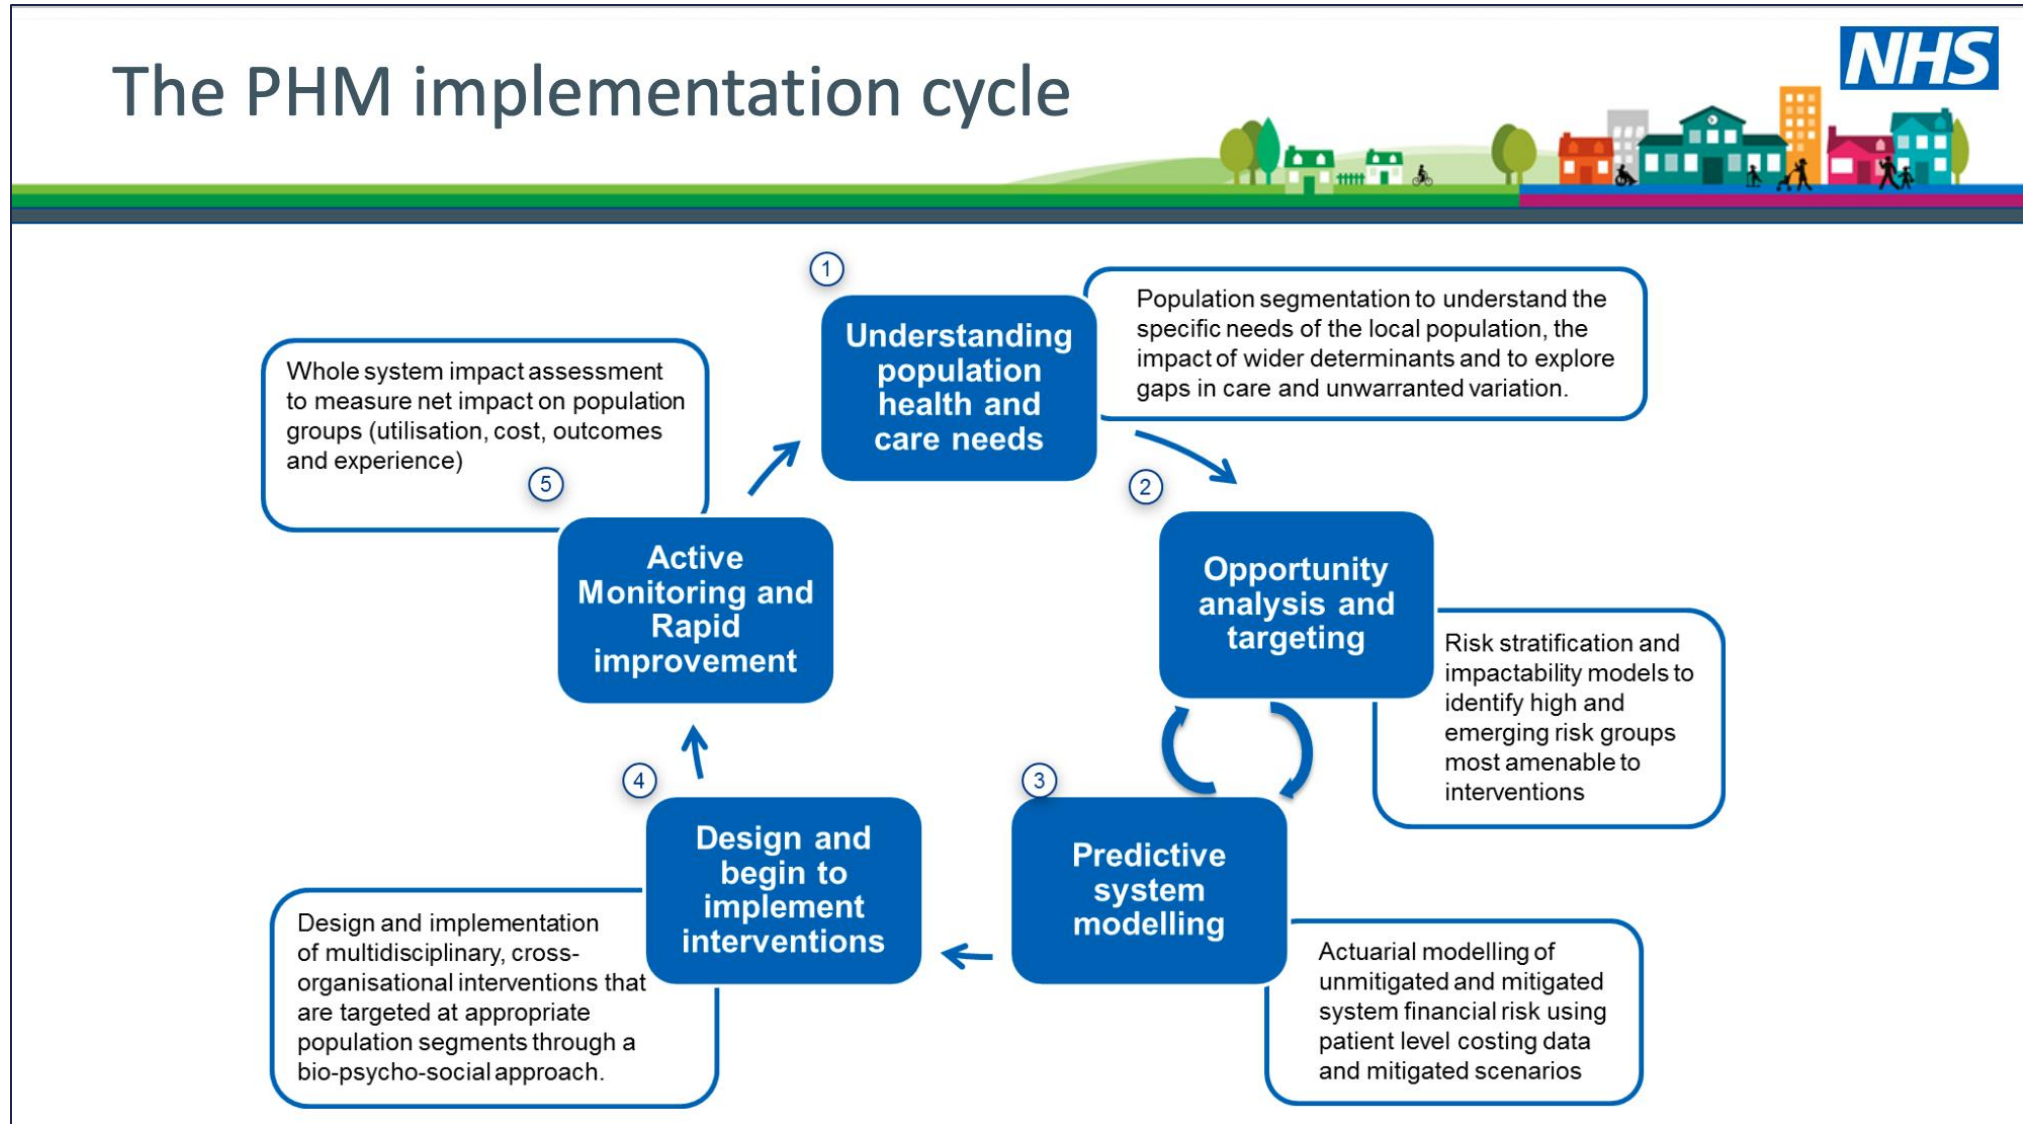 The PHM implementation cycle
NHS
1
Understanding
population
health and
care needs
Population segmentation to understand the
specific needs of the local population, the
impact of wider determinants and to explore
gaps in care and unwarranted variation.
2
Opportunity
analysis and
targeting
Risk stratification and
impactability models to
identify high and
emerging risk groups
most amenable to
interventions
3
Predictive
system
modelling
Actuarial modelling of
unmitigated and mitigated
system financial risk using
patient level costing data
and mitigated scenarios
4
Design and
begin to
implement
interventions
Design and implementation
of multidisciplinary, cross-
organisational interventions that
are targeted at appropriate
population segments through a
bio-psycho-social approach.
5
Active
Monitoring and
Rapid
improvement
Whole system impact assessment
to measure net impact on population
groups (utilisation, cost, outcomes
and experience)